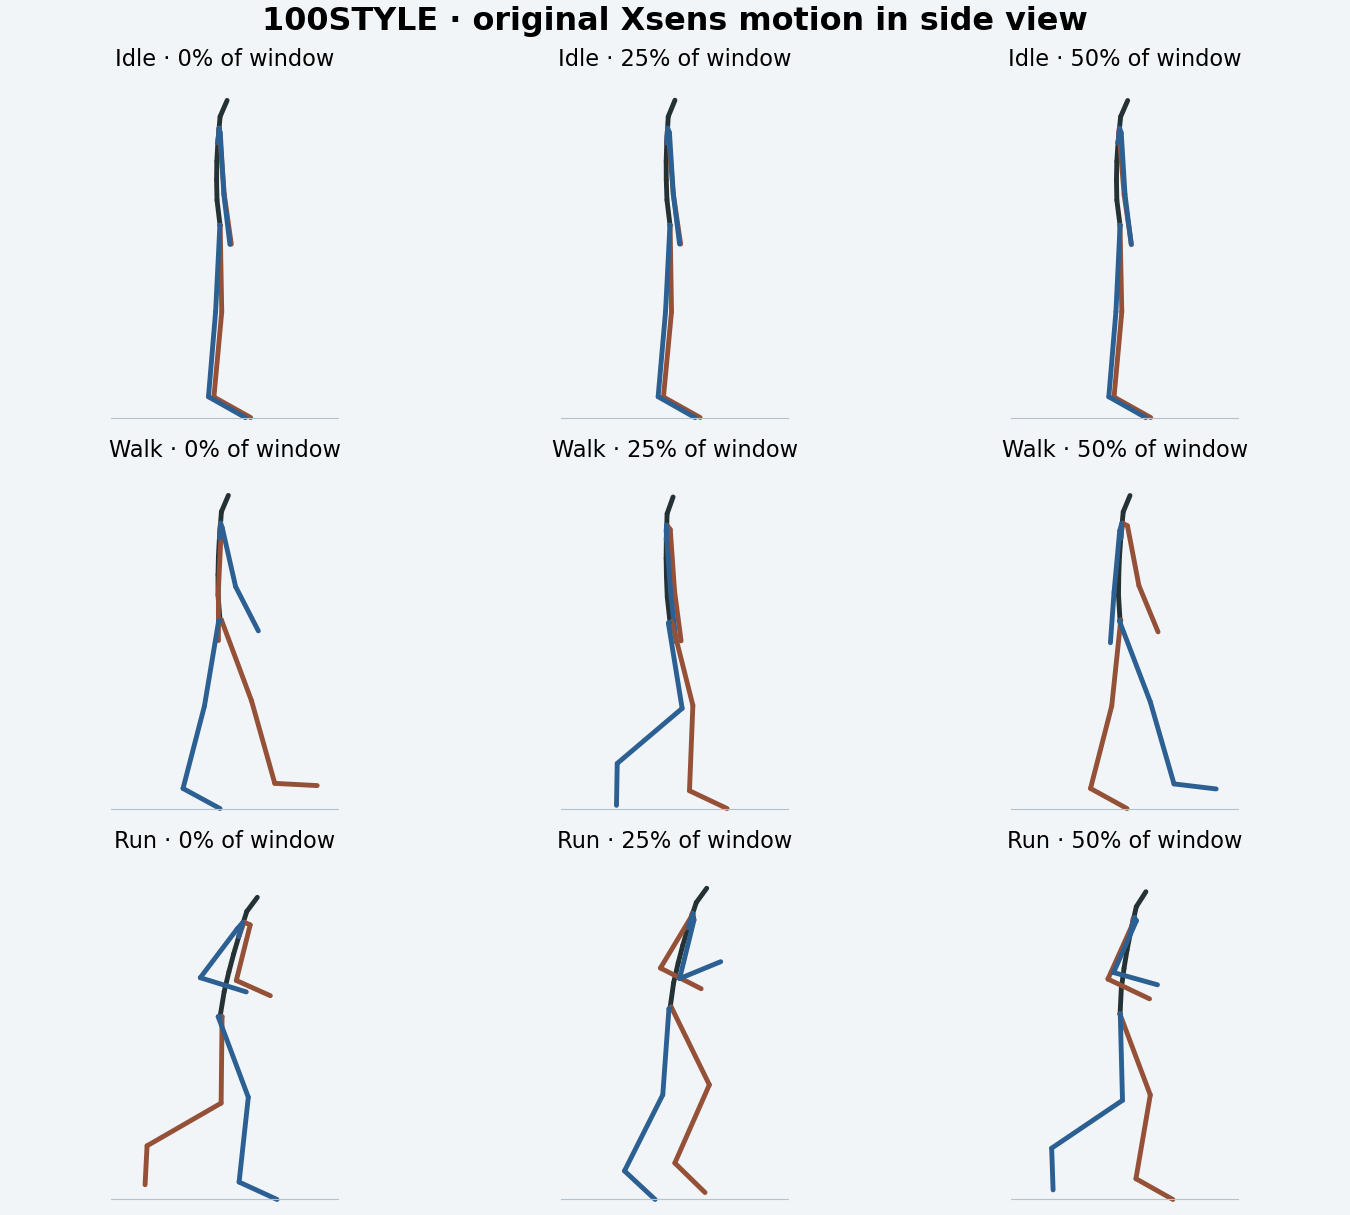 100STYLE · original Xsens motion in side view
Idle · 0% of window
Idle · 25% of window
Idle · 50% of window
Walk · 0% of window
Walk · 25% of window
Walk · 50% of window
Run · 0% of window
Run · 25% of window
Run · 50% of window